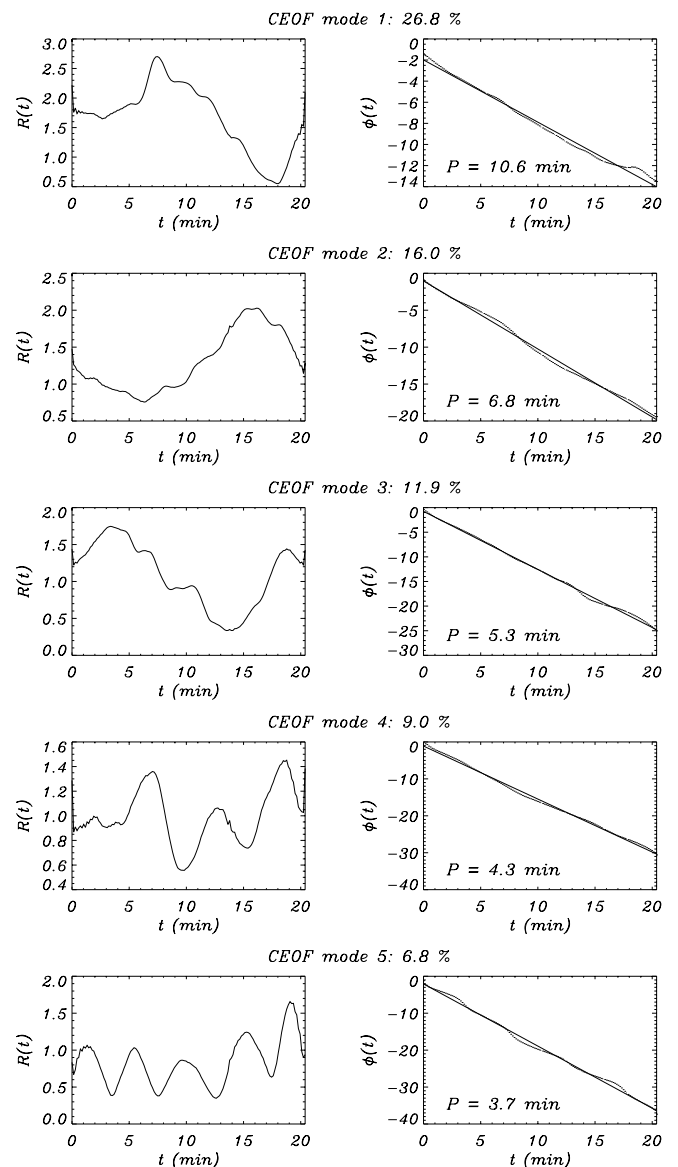 CEOF mode 1: 26.8 %
3.0
2.5
2.0
1.5
1.0
0.5
R(t)
0 5 10 15 20
t (min)
0
−2
−4
−6
−8
−10
−12
−14
ϕ(t)
P = 10.6 min
0 5 10 15 20
t (min)
CEOF mode 2: 16.0 %
2.5
2.0
1.5
1.0
0.5
R(t)
0 5 10 15 20
t (min)
0
−5
−10
−15
−20
ϕ(t)
P = 6.8 min
0 5 10 15 20
t (min)
CEOF mode 3: 11.9 %
2.0
1.5
1.0
0.5
0.0
R(t)
0 5 10 15 20
t (min)
0
−5
−10
−15
−20
−25
−30
ϕ(t)
P = 5.3 min
0 5 10 15 20
t (min)
CEOF mode 4: 9.0 %
1.6
1.4
1.2
1.0
0.8
0.6
0.4
R(t)
0 5 10 15 20
t (min)
0
−10
−20
−30
−40
ϕ(t)
P = 4.3 min
0 5 10 15 20
t (min)
CEOF mode 5: 6.8 %
2.0
1.5
1.0
0.5
0.0
R(t)
0 5 10 15 20
t (min)
0
−10
−20
−30
−40
ϕ(t)
P = 3.7 min
0 5 10 15 20
t (min)